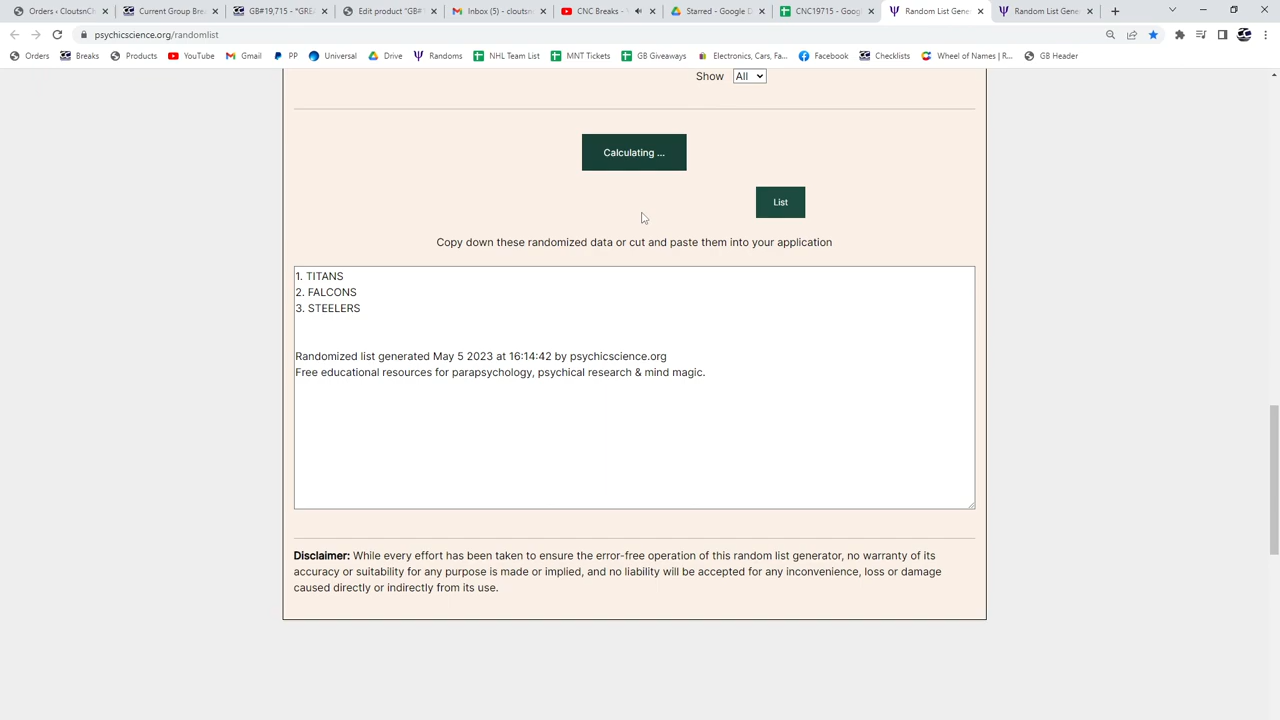 Orders ‹ CloutsnCh
Current Group Brea
GB#19,715 - "GREA
Edit product "GB#
Inbox (5) - cloutsn
CNC Breaks - Y
Starred - Google D
CNC19715 - Goog
Random List Gene
Random List Gene
psychicscience.org/randomlist
Orders
Breaks
Products
YouTube
Gmail
PP
Universal
Drive
Randoms
NHL Team List
MNT Tickets
GB Giveaways
Electronics, Cars, Fa...
Facebook
Checklists
Wheel of Names | R...
GB Header
Show All
Calculating ...
List
Copy down these randomized data or cut and paste them into your application
1. TITANS
2. FALCONS
3. STEELERS
Randomized list generated May 5 2023 at 16:14:42 by psychicscience.org
Free educational resources for parapsychology, psychical research & mind magic.
Disclaimer: While every effort has been taken to ensure the error-free operation of this random list generator, no warranty of its
accuracy or suitability for any purpose is made or implied, and no liability will be accepted for any inconvenience, loss or damage
caused directly or indirectly from its use.